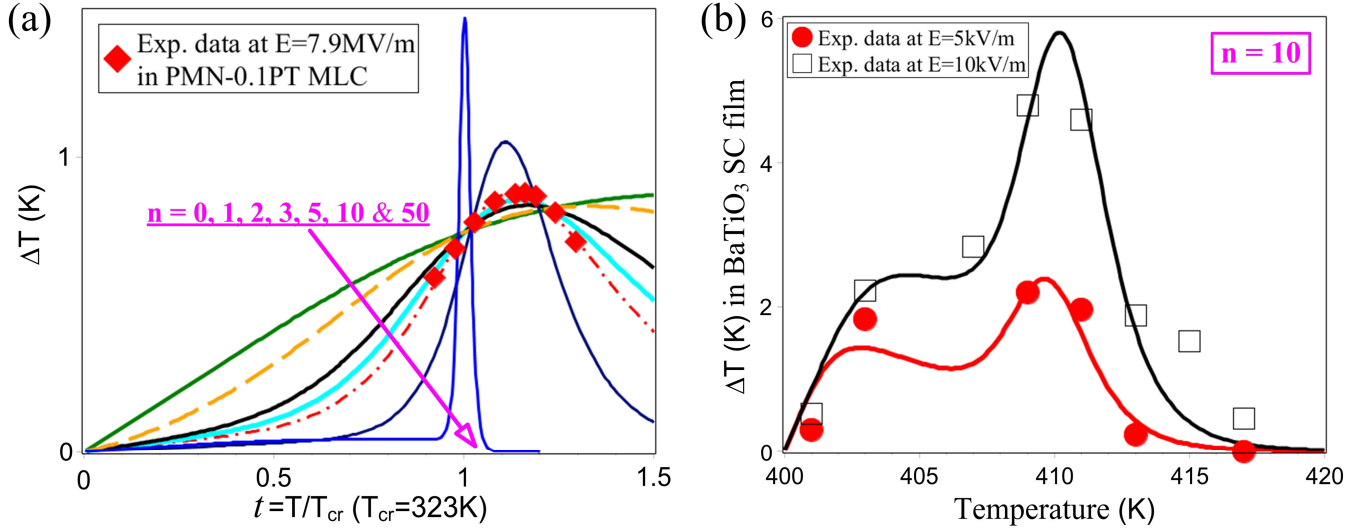 (a)
Exp. data at E=7.9MV/m
in PMN-0.1PT MLC
1
0
ΔT (K)
n = 0, 1, 2, 3, 5, 10 & 50
0
0.5
1
1.5
t=T/Tcr (Tcr=323K)
(b)
Exp. data at E=5kV/m
Exp. data at E=10kV/m
n = 10
6
4
2
0
ΔT (K) in BaTiO₃ SC film
400
405
410
415
420
Temperature (K)